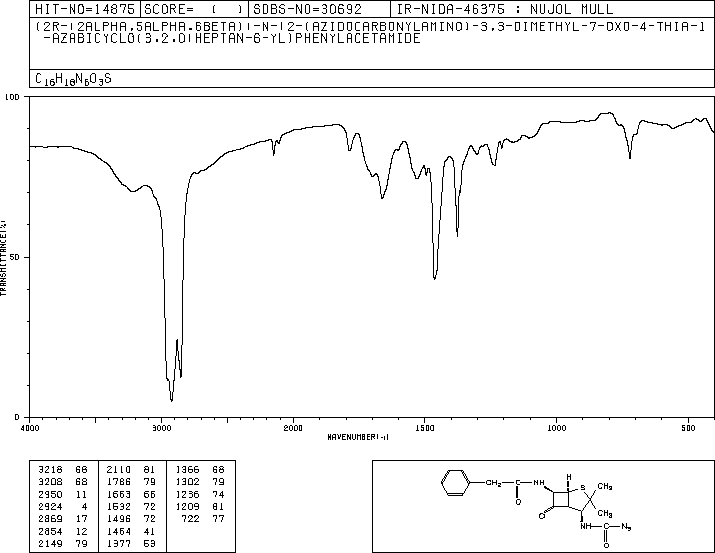 HIT-NO=14875 SCORE= ( ) SDBS-NO=30692 IR-NIDA-46375 : NUJOL MULL
(2R-(2ALPHA,5ALPHA,6BETA))-N-(2-(AZIDOCARBONYLAMINO)-3,3-DIMETHYL-7-OXO-4-THIA-1
-AZABICYCLO(3.2.0)HEPTAN-6-YL)PHENYLACETAMIDE
C16H18N6O3S
100
50
0
TRANSMITTANCE(%)
4000 3000 2000 1500 1000 500
WAVENUMBER(-1)
3218 68 2110 81 1366 68
3208 68 1786 79 1302 79
2950 11 1663 66 1236 74
2924 4 1532 72 1209 81
2869 17 1496 72 722 77
2854 12 1464 41
2149 79 1377 53
H
CH2 C NH S CH3
O O CH3
NH C N3
O